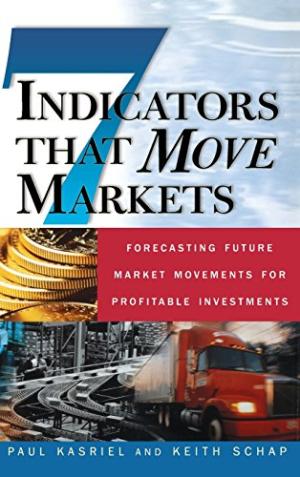 7
INDICATORS
THAT MOVE
MARKETS
FORECASTING FUTURE
MARKET MOVEMENTS FOR
PROFITABLE INVESTMENTS
PAUL KASRIEL AND KEITH SCHAP